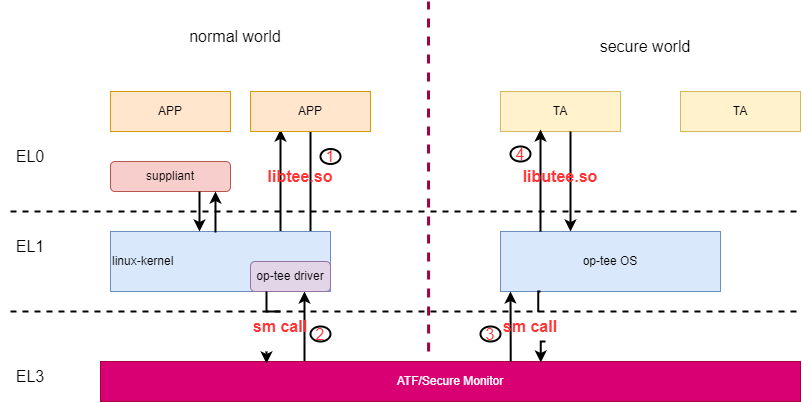 normal world
secure world
APP
APP
TA
TA
EL0
1
4
suppliant
libtee.so
libutee.so
EL1
linux-kernel
op-tee driver
op-tee OS
sm call
2
3
sm call
EL3
ATF/Secure Monitor